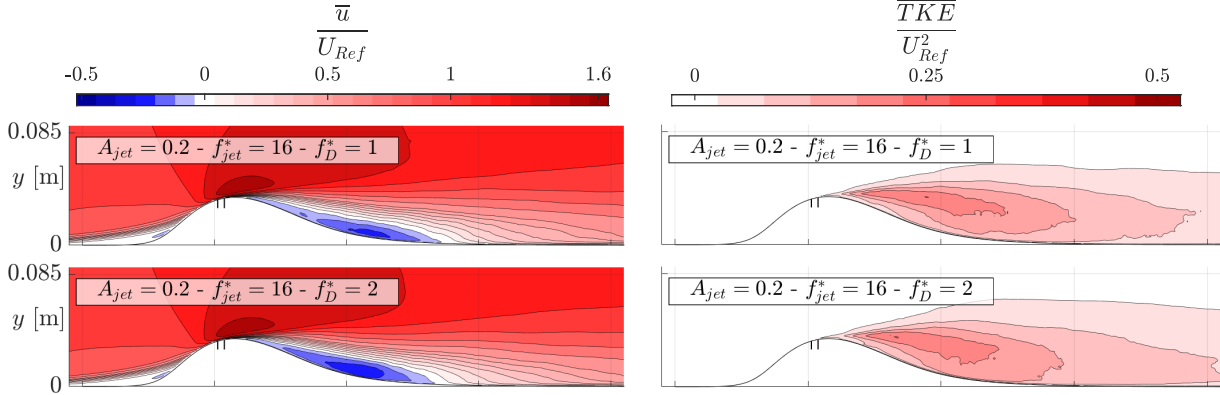 u̅ / U_Ref
T̅K̅E̅ / U²_Ref
-0.5 0 0.5 1 1.6
0 0.25 0.5
0.085
y [m]
0
A_jet = 0.2 - f*_jet = 16 - f*_D = 1
A_jet = 0.2 - f*_jet = 16 - f*_D = 1
0.085
y [m]
0
A_jet = 0.2 - f*_jet = 16 - f*_D = 2
A_jet = 0.2 - f*_jet = 16 - f*_D = 2